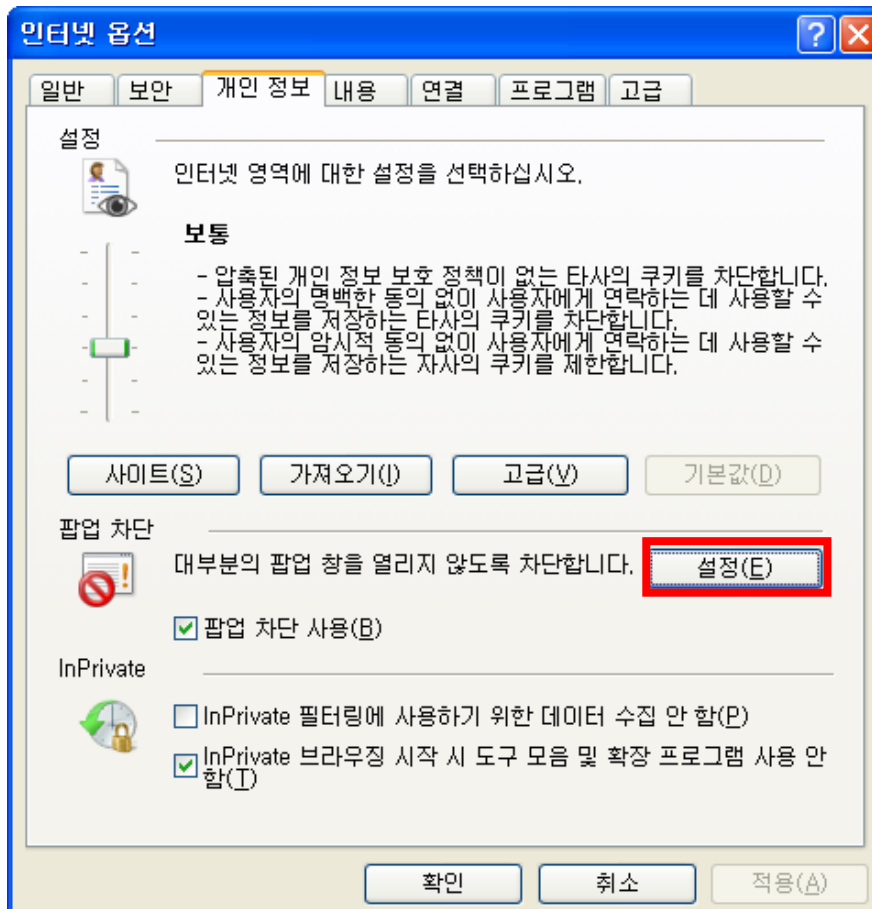 인터넷 옵션
일반 보안 개인 정보 내용 연결 프로그램 고급
설정
인터넷 영역에 대한 설정을 선택하십시오.
보통
- 압축된 개인 정보 보호 정책이 없는 타사의 쿠키를 차단합니다.
- 사용자의 명백한 동의 없이 사용자에게 연락하는 데 사용할 수
있는 정보를 저장하는 타사의 쿠키를 차단합니다.
- 사용자의 암시적 동의 없이 사용자에게 연락하는 데 사용할 수
있는 정보를 저장하는 자사의 쿠키를 제한합니다.
사이트(S) 가져오기(I) 고급(V) 기본값(D)
팝업 차단
대부분의 팝업 창을 열리지 않도록 차단합니다. 설정(E)
팝업 차단 사용(B)
InPrivate
InPrivate 필터링에 사용하기 위한 데이터 수집 안 함(P)
InPrivate 브라우징 시작 시 도구 모음 및 확장 프로그램 사용 안
함(T)
확인 취소 적용(A)